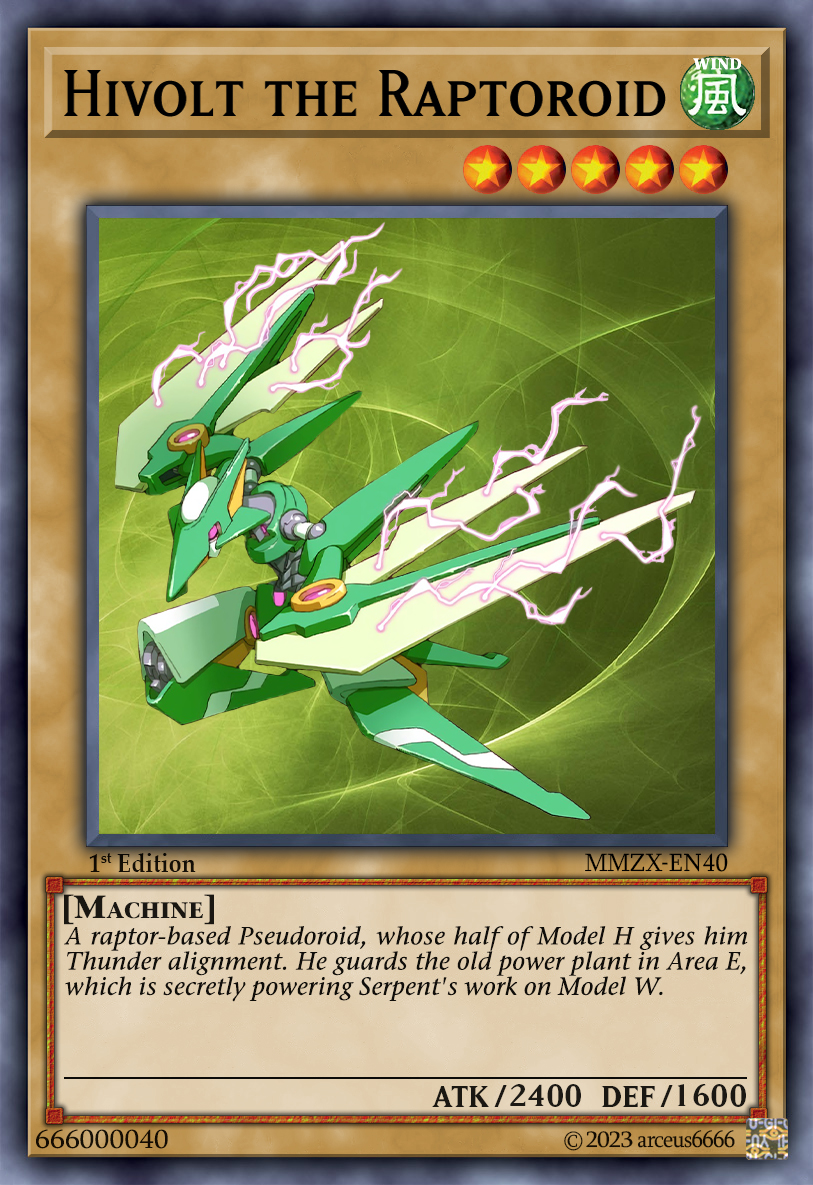 Hivolt the Raptoroid
WIND
風
1st Edition
MMZX-EN40
[Machine]
A raptor-based Pseudoroid, whose half of Model H gives him
Thunder alignment. He guards the old power plant in Area E,
which is secretly powering Serpent's work on Model W.
ATK/2400 DEF/1600
666000040
©2023 arceus6666